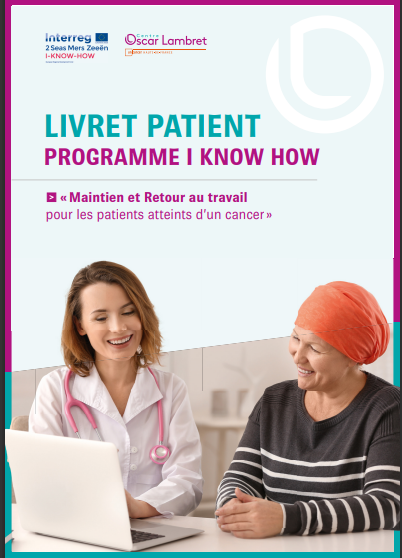 Interreg
2 Seas Mers Zeeën
I-KNOW-HOW
Centre
Oscar Lambret
LIVRET PATIENT
PROGRAMME I KNOW HOW
« Maintien et Retour au travail
pour les patients atteints d'un cancer »